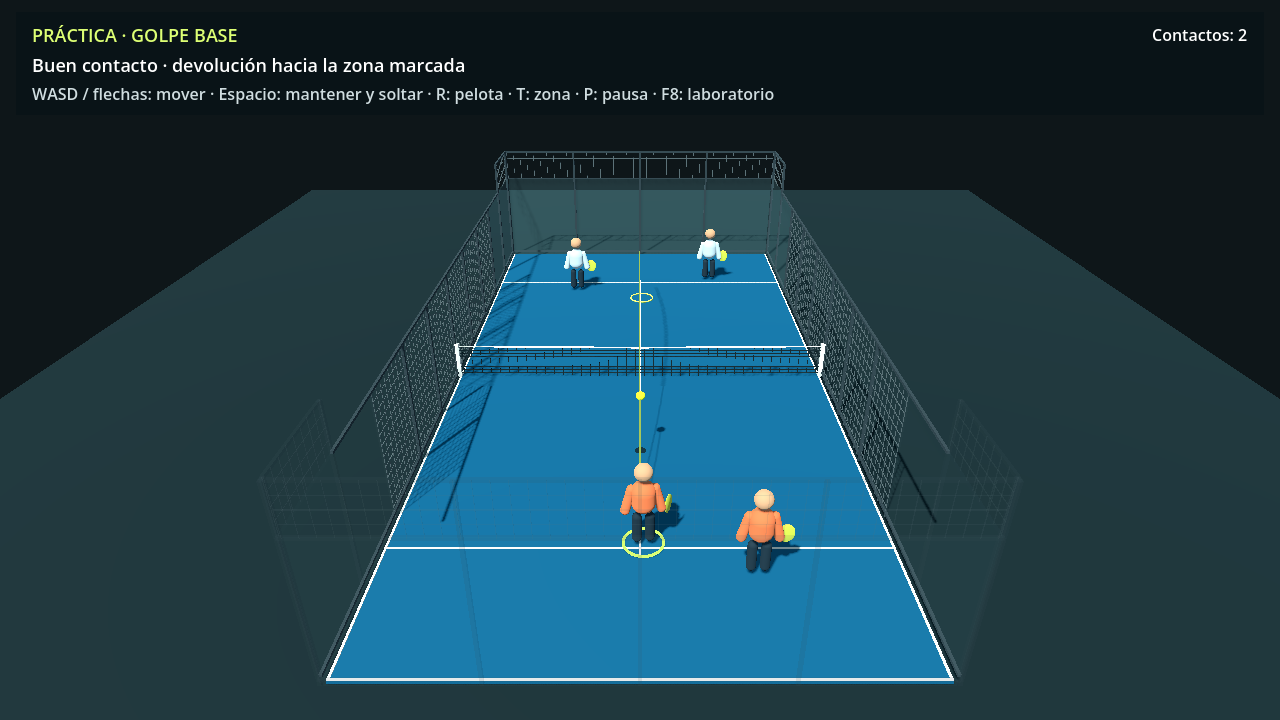 PRÁCTICA · GOLPE BASE
Contactos: 2
Buen contacto · devolución hacia la zona marcada
WASD / flechas: mover · Espacio: mantener y soltar · R: pelota · T: zona · P: pausa · F8: laboratorio